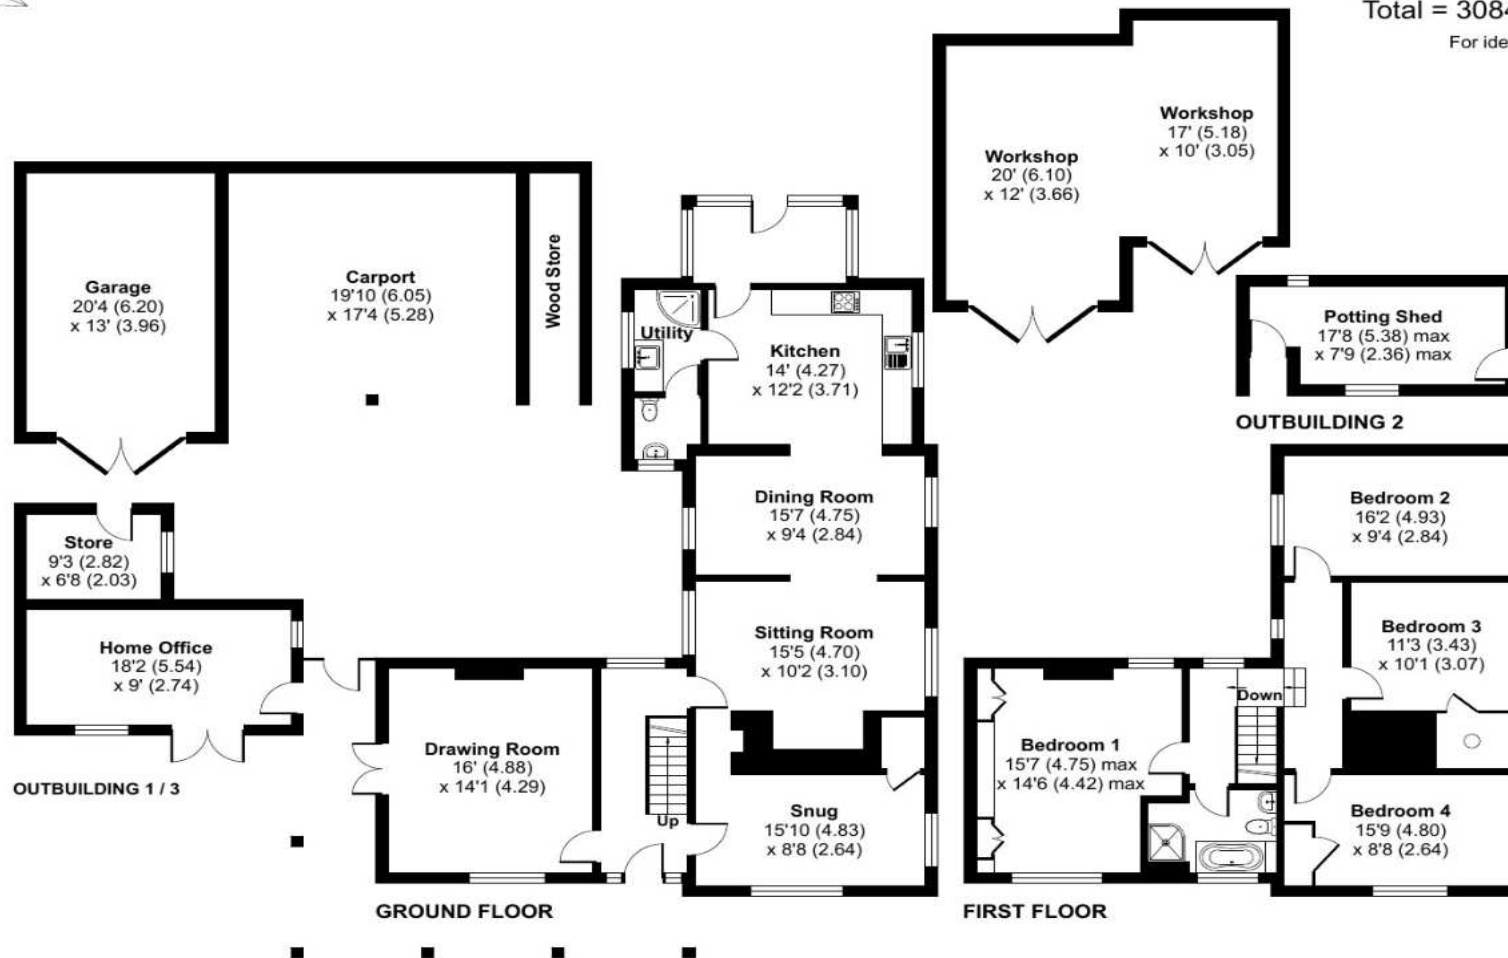 Total = 3084
For ide
Workshop
17' (5.18)
x 10' (3.05)
Workshop
20' (6.10)
x 12' (3.66)
Garage
20'4 (6.20)
x 13' (3.96)
Carport
19'10 (6.05)
x 17'4 (5.28)
Wood Store
Utility
Kitchen
14' (4.27)
x 12'2 (3.71)
Potting Shed
17'8 (5.38) max
x 7'9 (2.36) max
OUTBUILDING 2
Dining Room
15'7 (4.75)
x 9'4 (2.84)
Bedroom 2
16'2 (4.93)
x 9'4 (2.84)
Store
9'3 (2.82)
x 6'8 (2.03)
Home Office
18'2 (5.54)
x 9' (2.74)
Sitting Room
15'5 (4.70)
x 10'2 (3.10)
Bedroom 3
11'3 (3.43)
x 10'1 (3.07)
Down
Drawing Room
16' (4.88)
x 14'1 (4.29)
Bedroom 1
15'7 (4.75) max
x 14'6 (4.42) max
OUTBUILDING 1 / 3
Up
Snug
15'10 (4.83)
x 8'8 (2.64)
Bedroom 4
15'9 (4.80)
x 8'8 (2.64)
GROUND FLOOR
FIRST FLOOR